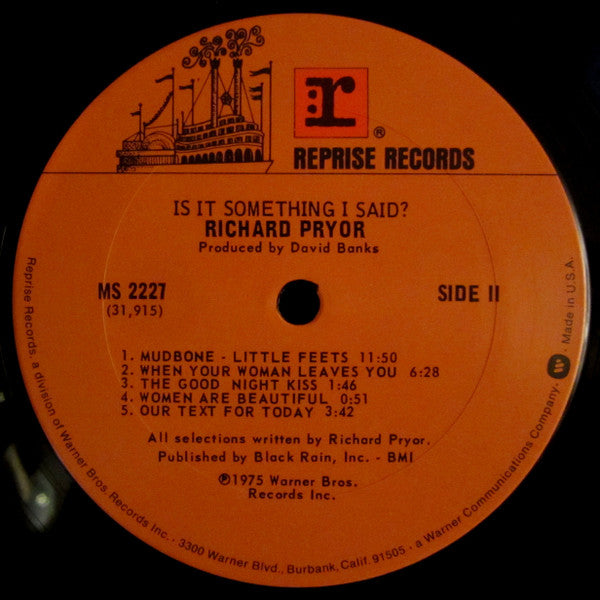 r®
REPRISE RECORDS
IS IT SOMETHING I SAID?
RICHARD PRYOR
Produced by David Banks
MS 2227
(31,915)
SIDE II
1. MUDBONE - LITTLE FEETS 11:50
2. WHEN YOUR WOMAN LEAVES YOU 6:28
3. THE GOOD NIGHT KISS 1:46
4. WOMEN ARE BEAUTIFUL 0:51
5. OUR TEXT FOR TODAY 3:42
All selections written by Richard Pryor.
Published by Black Rain, Inc. - BMI
℗1975 Warner Bros.
Records Inc.
Reprise Records, a division of Warner Bros. Records Inc. · 3300 Warner Blvd., Burbank, Calif. 91505 · a Warner Communications Company · W · Made in U.S.A.